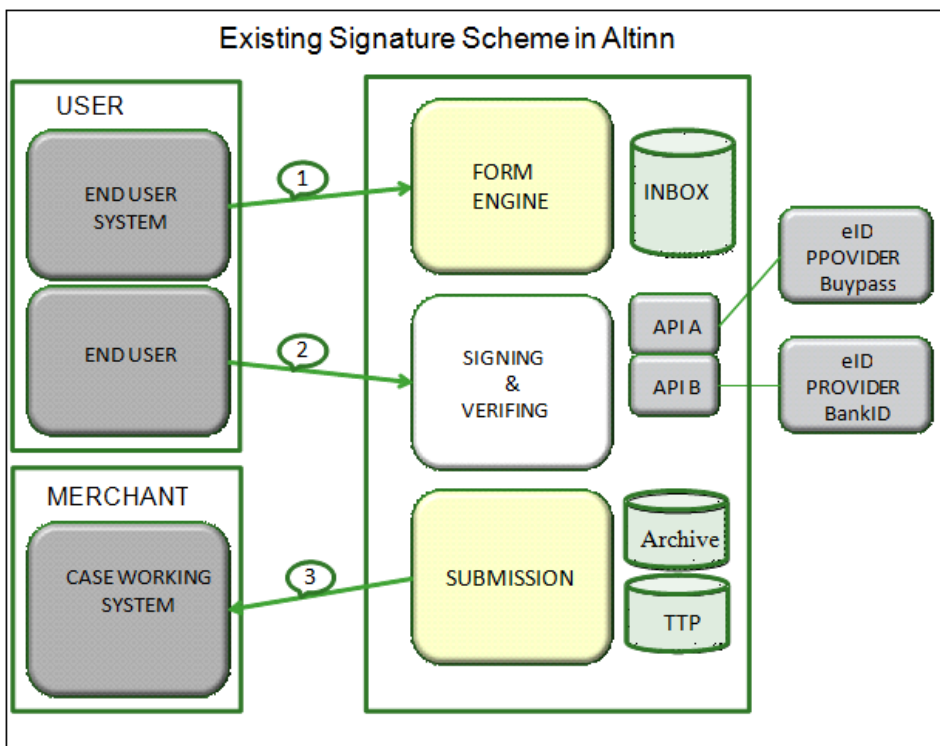 Existing Signature Scheme in Altinn
USER
END USER
SYSTEM
1
FORM
ENGINE
INBOX
eID
PPOVIDER
Buypass
END USER
2
SIGNING
&
VERIFING
API A
API B
eID
PROVIDER
BankID
MERCHANT
CASE WORKING
SYSTEM
3
SUBMISSION
Archive
TTP